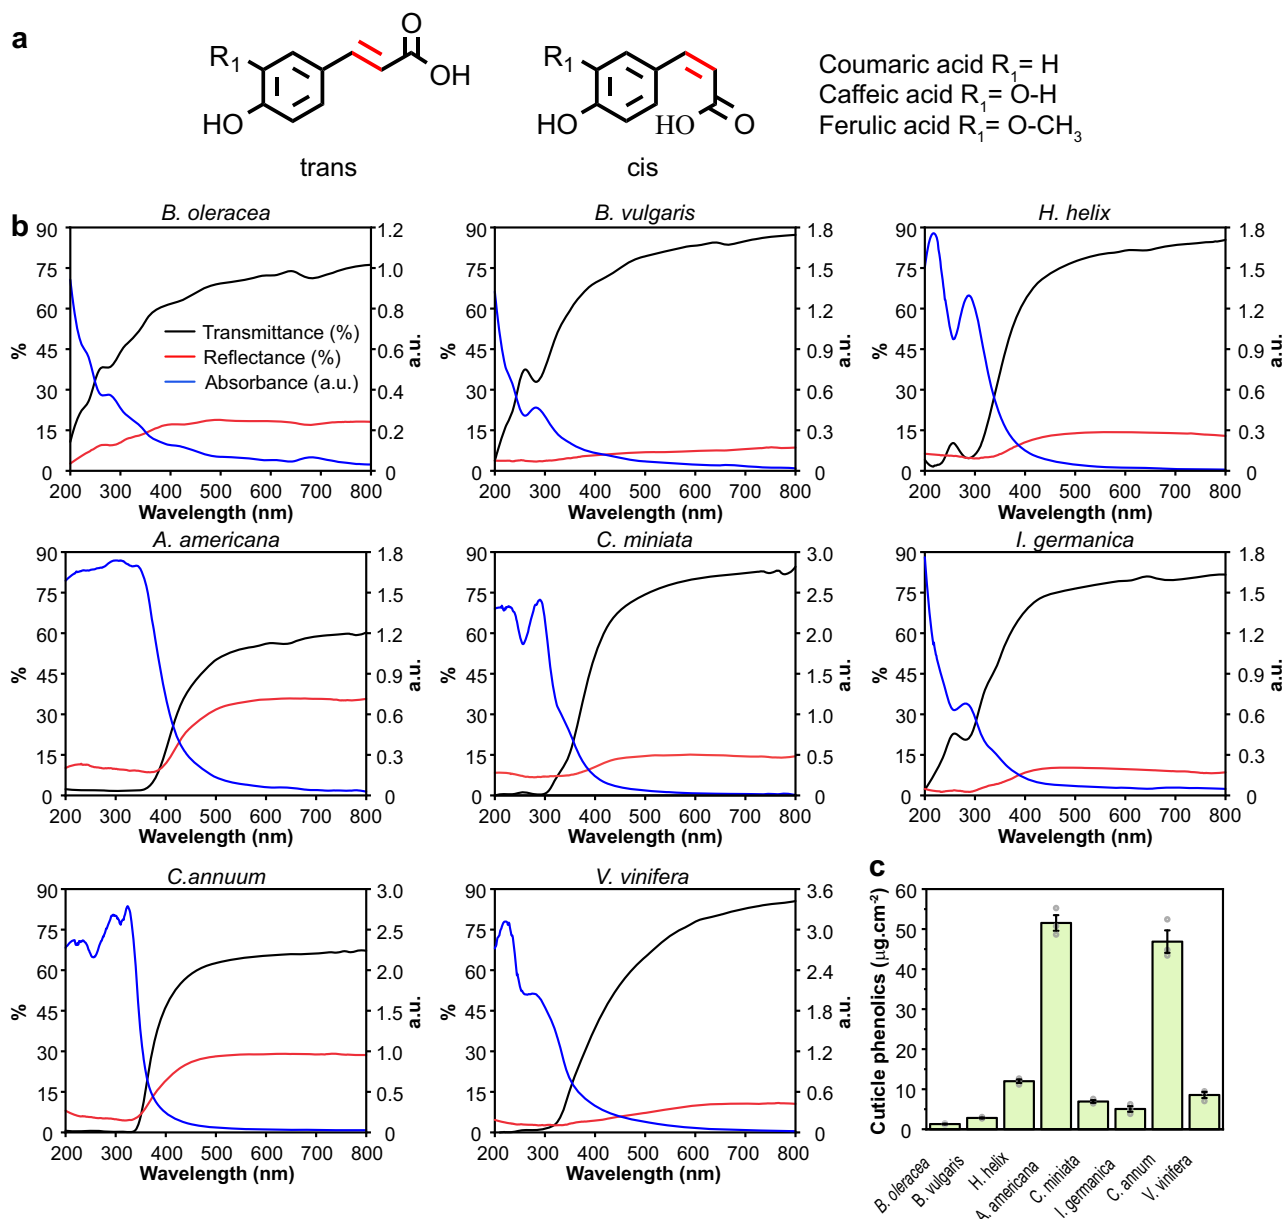 a
R1
O
OH
HO
trans
R1
HO
HO
O
cis
Coumaric acid R1= H
Caffeic acid R1= O-H
Ferulic acid R1= O-CH3
b
B. oleracea
90
75
60
45
30
15
0
%
1.2
1.0
0.8
0.6
0.4
0.2
0
a.u.
Transmittance (%)
Reflectance (%)
Absorbance (a.u.)
200 300 400 500 600 700 800
Wavelength (nm)
B. vulgaris
90
75
60
45
30
15
0
%
1.8
1.5
1.2
0.9
0.6
0.3
0
a.u.
200 300 400 500 600 700 800
Wavelength (nm)
H. helix
90
75
60
45
30
15
0
%
1.8
1.5
1.2
0.9
0.6
0.3
0
a.u.
200 300 400 500 600 700 800
Wavelength (nm)
A. americana
90
75
60
45
30
15
0
%
1.8
1.5
1.2
0.9
0.6
0.3
0
a.u.
200 300 400 500 600 700 800
Wavelength (nm)
C. miniata
90
75
60
45
30
15
0
%
3.0
2.5
2.0
1.5
1.0
0.5
0
a.u.
200 300 400 500 600 700 800
Wavelength (nm)
I. germanica
90
75
60
45
30
15
0
%
1.8
1.5
1.2
0.9
0.6
0.3
0
a.u.
200 300 400 500 600 700 800
Wavelength (nm)
C.annuum
90
75
60
45
30
15
0
%
3.0
2.5
2.0
1.5
1.0
0.5
0
a.u.
200 300 400 500 600 700 800
Wavelength (nm)
V. vinifera
90
75
60
45
30
15
0
%
3.6
3.0
2.4
1.8
1.2
0.6
0
a.u.
200 300 400 500 600 700 800
Wavelength (nm)
c
Cuticle phenolics (μg.cm-2)
60
50
40
30
20
10
0
B. oleracea
B. vulgaris
H. helix
A. americana
C. miniata
I. germanica
C. annum
V. vinifera